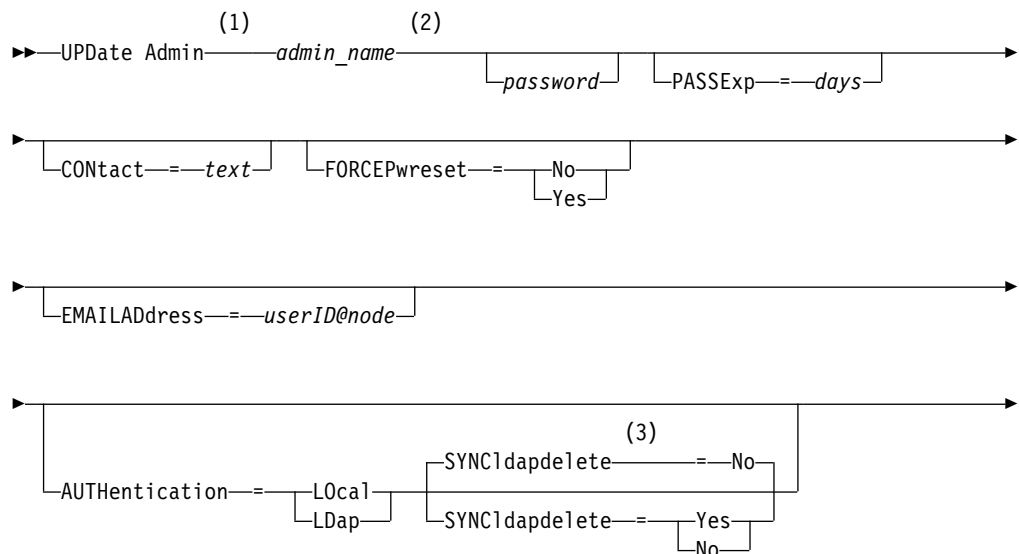 (1) (2)
UPDate Admin admin_name
password PASSExp = days
CONtact = text FORCEPwreset = No
Yes
EMAILADdress = userID@node
(3)
SYNCldapdelete = No
AUTHentication = LOcal
LDap SYNCldapdelete = Yes
No